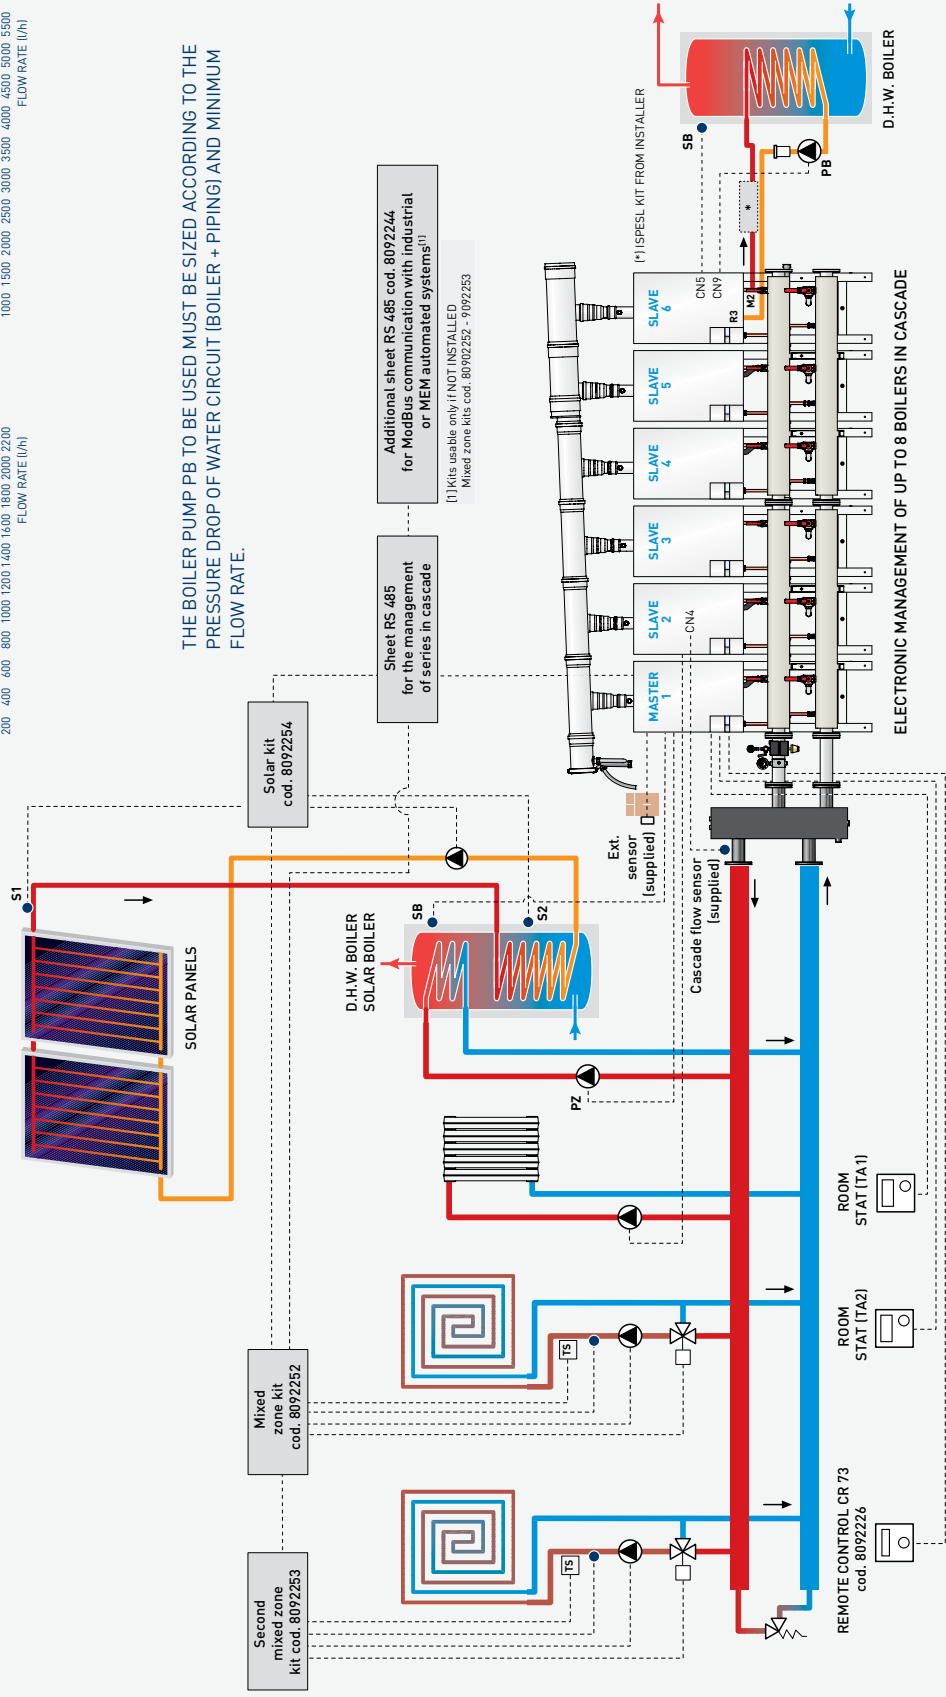 200 400 600 800 1000 1200 1400 1600 1800 2000 2200
FLOW RATE (l/h)
1000 1500 2000 2500 3000 3500 4000 4500 5000 5500
FLOW RATE (l/h)
THE BOILER PUMP PB TO BE USED MUST BE SIZED ACCORDING TO THE
PRESSURE DROP OF WATER CIRCUIT (BOILER + PIPING) AND MINIMUM
FLOW RATE.
Second
mixed zone
kit cod. 8092253
Mixed
zone kit
cod. 8092252
Solar kit
cod. 8092254
Sheet RS 485
for the management
of series in cascade
Additional sheet RS 485 cod. 8092244
for ModBus communication with industrial
or MEM automated systems[1]
[1] Kits usable only if NOT INSTALLED
Mixed zone kits cod. 80902252 - 9092253
S1
SOLAR PANELS
D.H.W. BOILER
SOLAR BOILER
SB
S2
PZ
TS
TS
Ext.
sensor
(supplied)
Cascade flow sensor
(supplied)
MASTER
1
SLAVE
2
CN4
SLAVE
3
SLAVE
4
SLAVE
5
SLAVE
6
CN5
CN9
R3
M2
(*) ISPESL KIT FROM INSTALLER
*
SB
PB
D.H.W. BOILER
ELECTRONIC MANAGEMENT OF UP TO 8 BOILERS IN CASCADE
REMOTE CONTROL CR 73
cod. 8092226
ROOM
STAT (TA2)
ROOM
STAT (TA1)